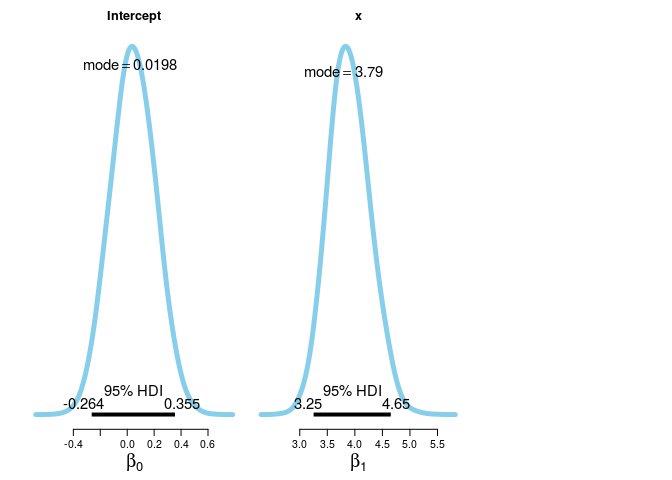 Intercept
mode = 0.0198
95% HDI
-0.264 0.355
-0.4 0.0 0.2 0.4 0.6
β0
x
mode = 3.79
95% HDI
3.25 4.65
3.0 3.5 4.0 4.5 5.0 5.5
β1